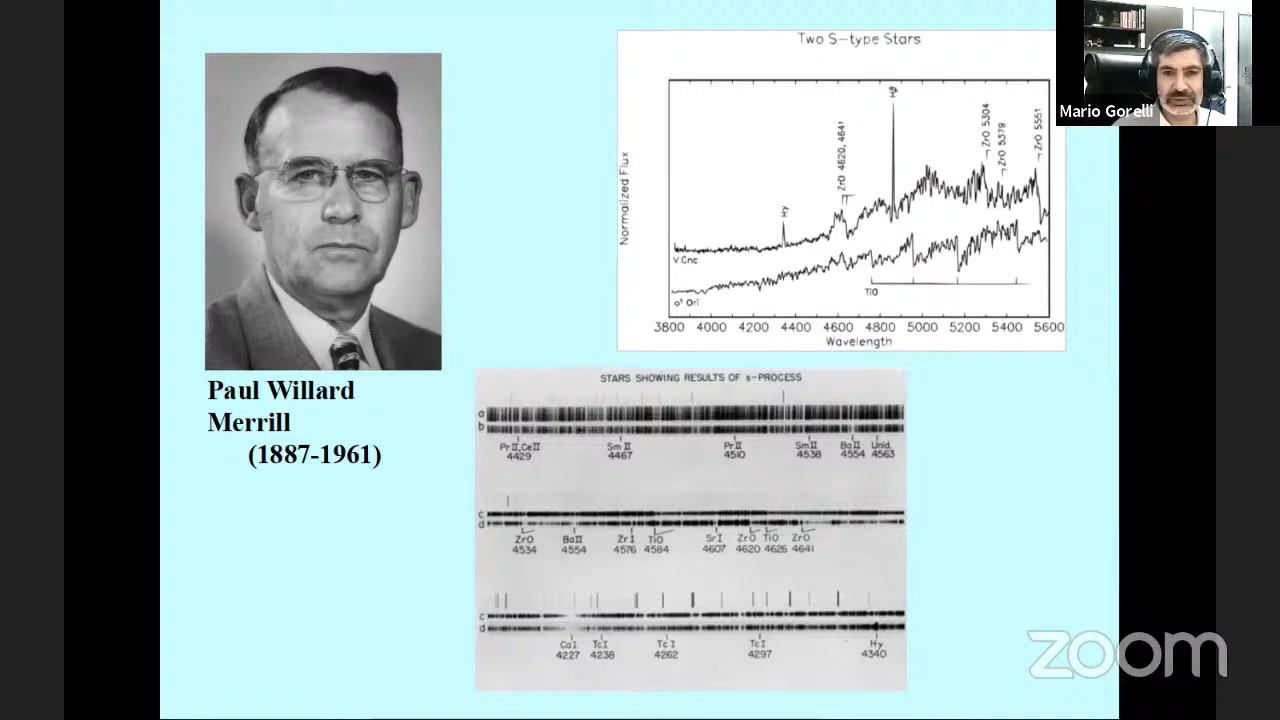 Two S-type Stars
Mario Gorelli
Normalized Flux
Hγ
ZrO 4620, 4641
Hβ
ZrO 5304
ZrO 5379
ZrO 5551
V Cnc
o¹ Ori
TiO
3800 4000 4200 4400 4600 4800 5000 5200 5400 5600
Wavelength
Paul Willard
Merrill
(1887-1961)
STARS SHOWING RESULTS OF s-PROCESS
a
b
Pr II, Ce II Sm II Pr II Sm II Ba II Unid.
4429 4467 4510 4538 4554 4563
c
d
ZrO Ba II Zr I TiO Sr I ZrO TiO ZrO
4534 4554 4576 4584 4607 4620 4626 4641
c
d
Ca I Tc I Tc I Tc I Hγ
4227 4238 4262 4297 4340
zoom